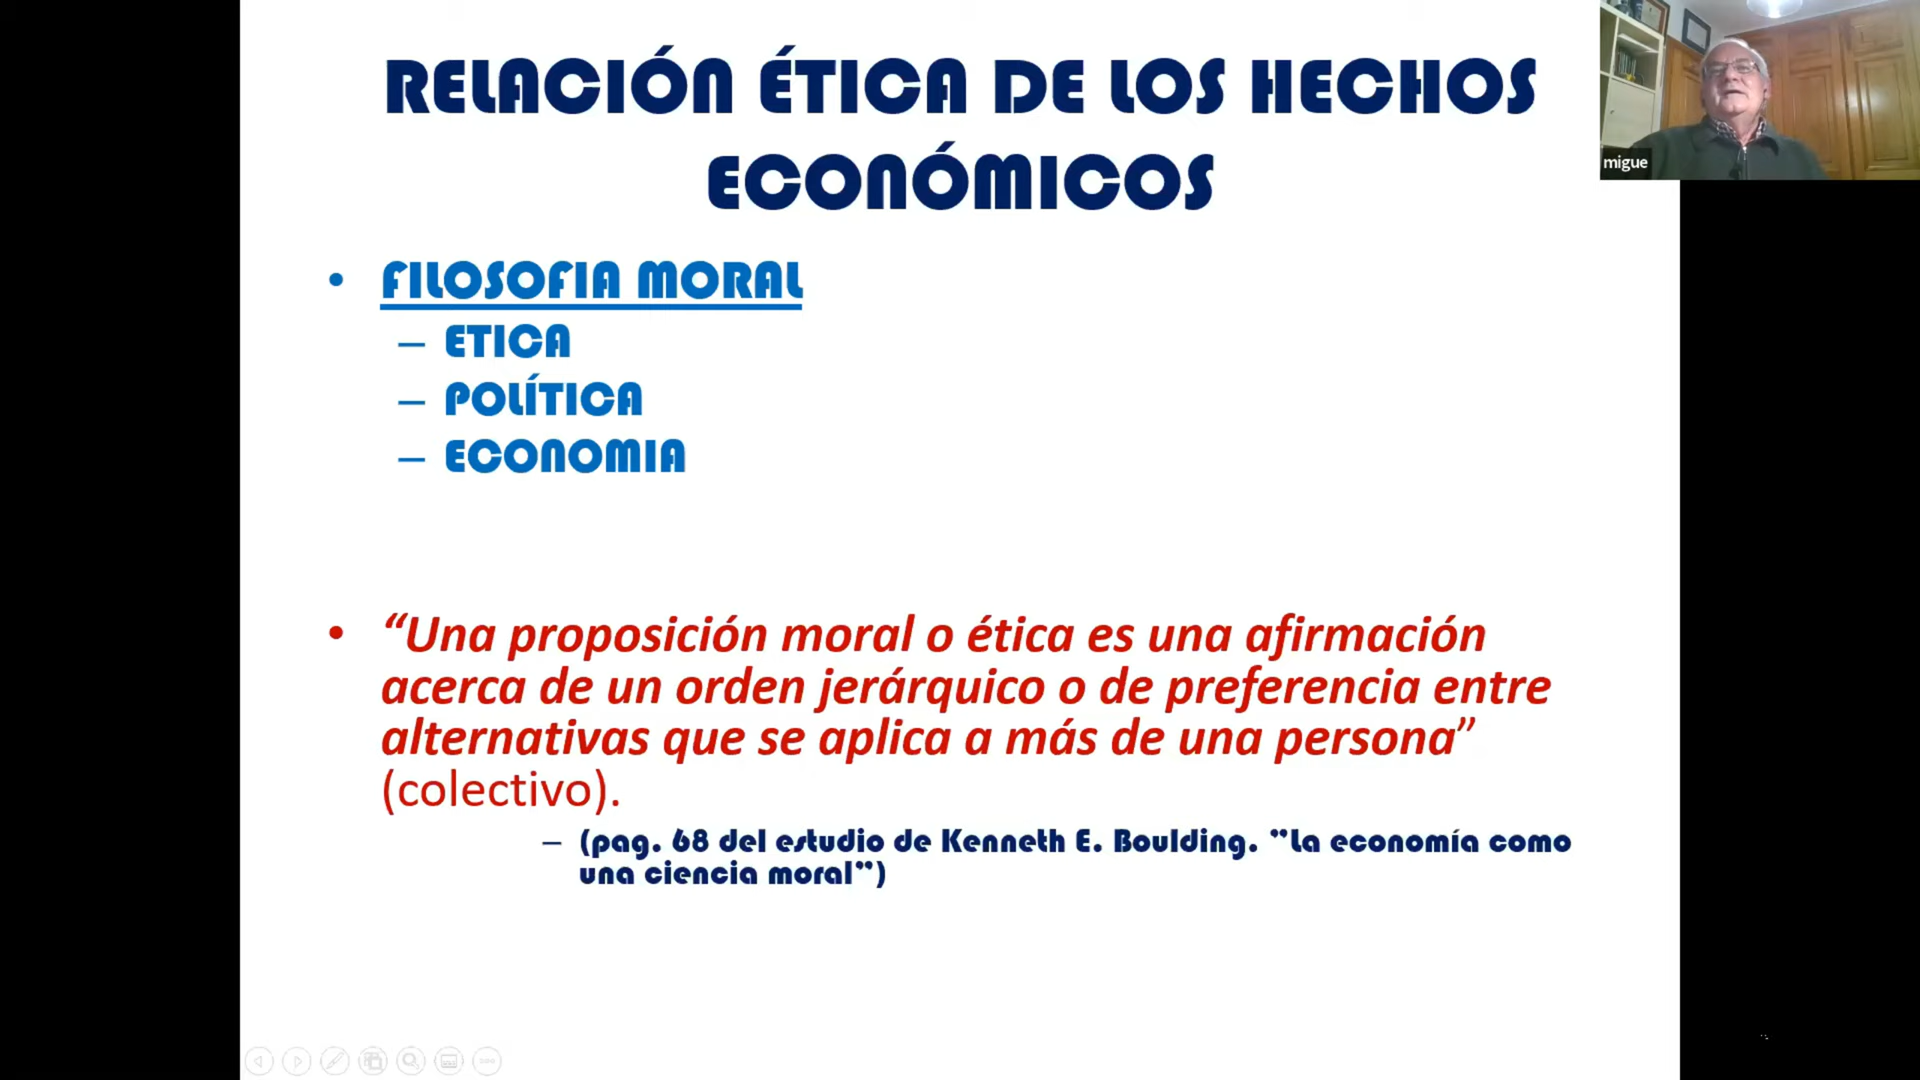 RELACIÓN ÉTICA DE LOS HECHOS
ECONÓMICOS
migue
• FILOSOFIA MORAL
– ETICA
– POLÍTICA
– ECONOMIA
• “Una proposición moral o ética es una afirmación
acerca de un orden jerárquico o de preferencia entre
alternativas que se aplica a más de una persona”
(colectivo).
– (pag. 68 del estudio de Kenneth E. Boulding. ”La economía como
una ciencia moral”)